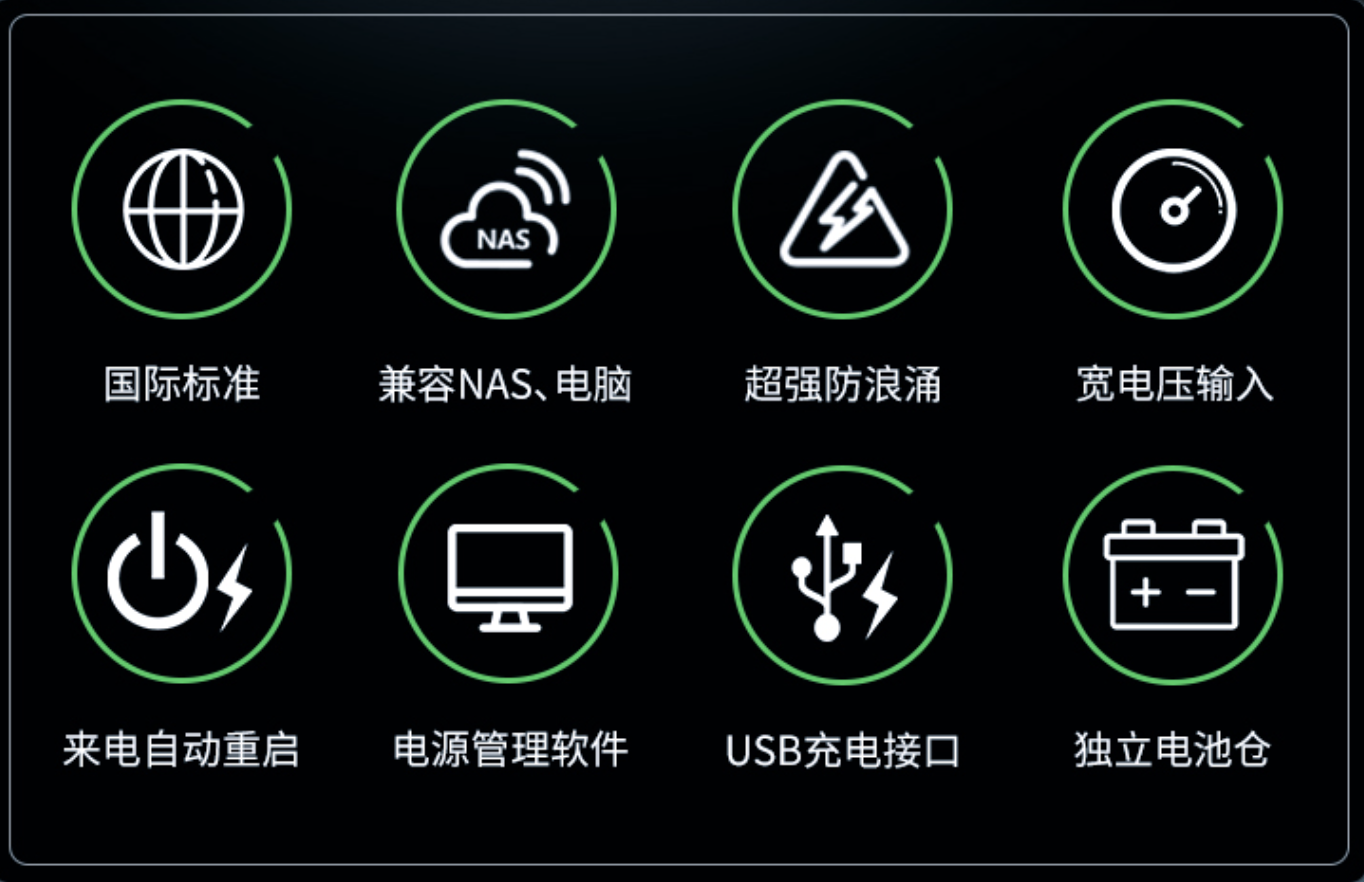 NAS
国际标准
兼容NAS、电脑
超强防浪涌
宽电压输入
来电自动重启
电源管理软件
USB充电接口
独立电池仓